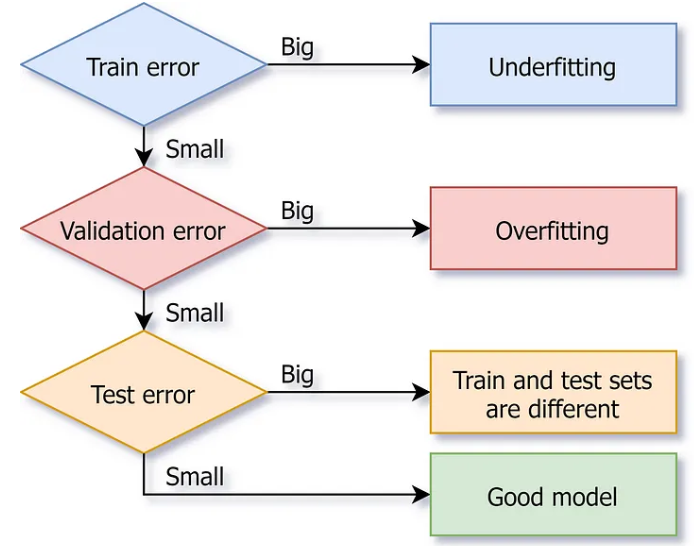 Train error
Big
Underfitting
Small
Validation error
Big
Overfitting
Small
Test error
Big
Train and test sets
are different
Small
Good model